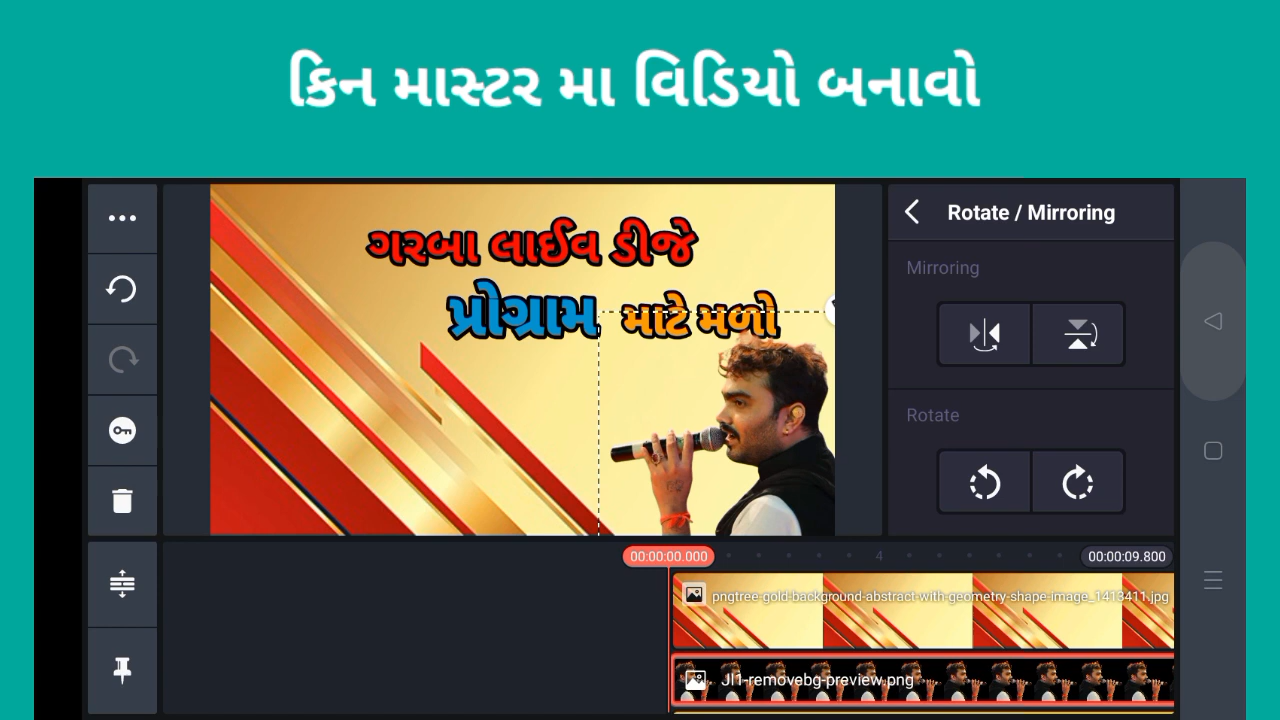 કિન માસ્ટર મા વિડિયો બનાવો
ગરબા લાઈવ ડીજે
પ્રોગ્રામ માટે મળો
Rotate / Mirroring
Mirroring
Rotate
00:00:00.000
4
00:00:09.800
pngtree-gold-background-abstract-with-geometry-shape-image_1413411.jpg
JI1-removebg-preview.png